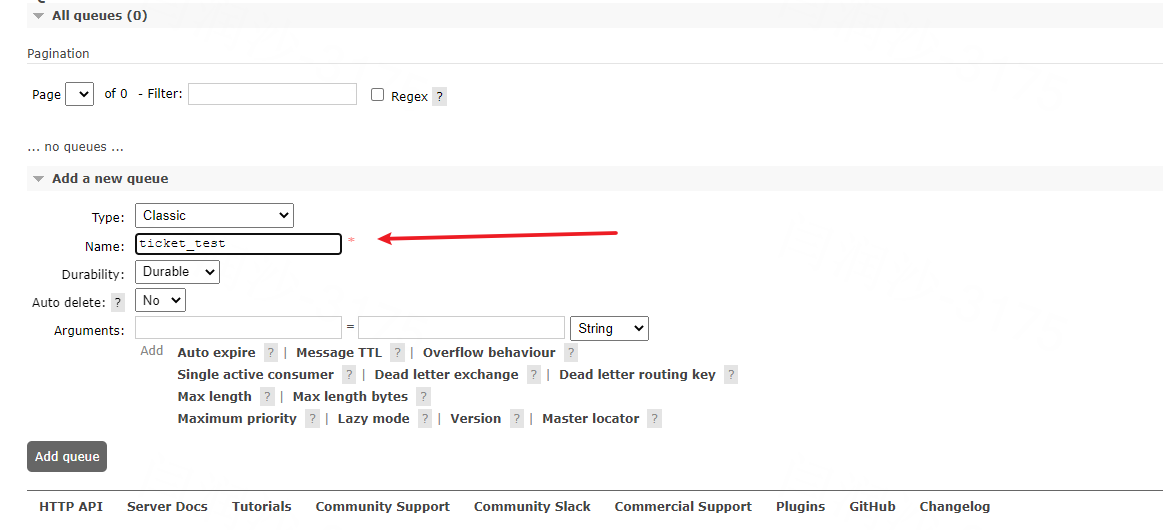 All queues (0)
Pagination
Page of 0 - Filter: Regex ?
... no queues ...
Add a new queue
Type: Classic
Name: ticket_test *
Durability: Durable
Auto delete: ? No
Arguments: = String
Add Auto expire ? | Message TTL ? | Overflow behaviour ?
Single active consumer ? | Dead letter exchange ? | Dead letter routing key ?
Max length ? | Max length bytes ?
Maximum priority ? | Lazy mode ? | Version ? | Master locator ?
Add queue
HTTP API Server Docs Tutorials Community Support Community Slack Commercial Support Plugins GitHub Changelog